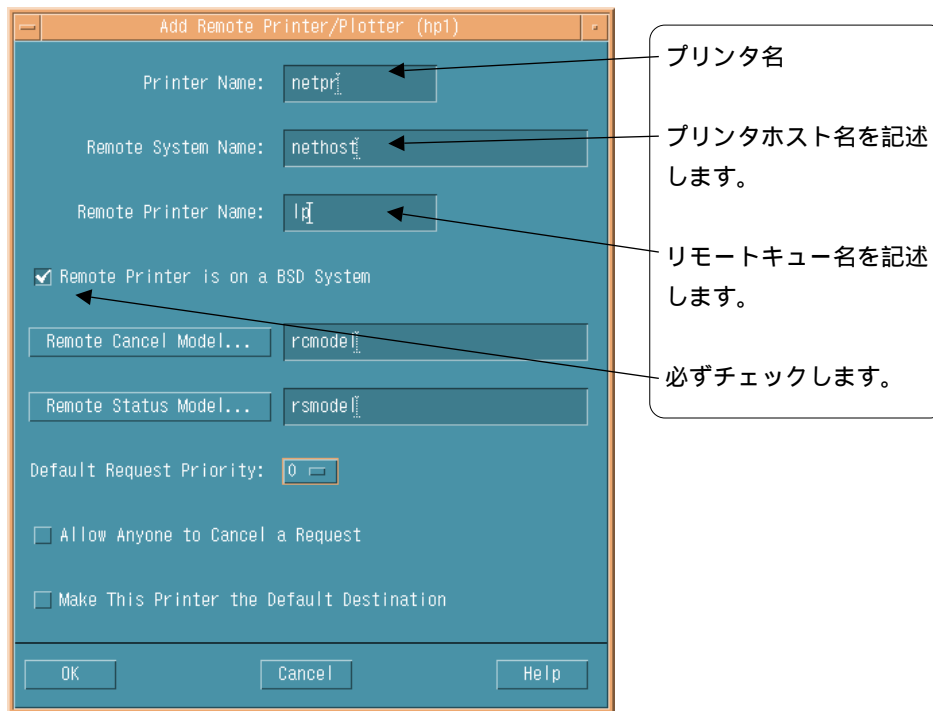 Add Remote Printer/Plotter (hp1)
Printer Name: netpr
Remote System Name: nethost
Remote Printer Name: lp
Remote Printer is on a BSD System
Remote Cancel Model... rcmodel
Remote Status Model... rsmodel
Default Request Priority: 0
Allow Anyone to Cancel a Request
Make This Printer the Default Destination
OK Cancel Help
プリンタ名
プリンタホスト名を記述
します。
リモートキュー名を記述
します。
必ずチェックします。